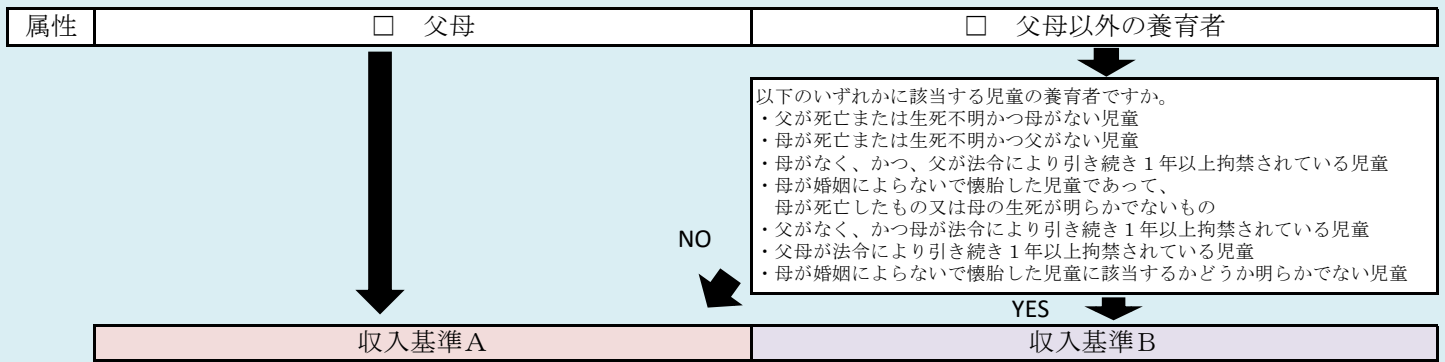 属性
□ 父母
□ 父母以外の養育者
以下のいずれかに該当する児童の養育者ですか。
・父が死亡または生死不明かつ母がない児童
・母が死亡または生死不明かつ父がない児童
・母がなく、かつ、父が法令により引き続き１年以上拘禁されている児童
・母が婚姻によらないで懐胎した児童であって、
母が死亡したもの又は母の生死が明らかでないもの
・父がなく、かつ母が法令により引き続き１年以上拘禁されている児童
・父母が法令により引き続き１年以上拘禁されている児童
・母が婚姻によらないで懐胎した児童に該当するかどうか明らかでない児童
NO
YES
収入基準Ａ
収入基準Ｂ